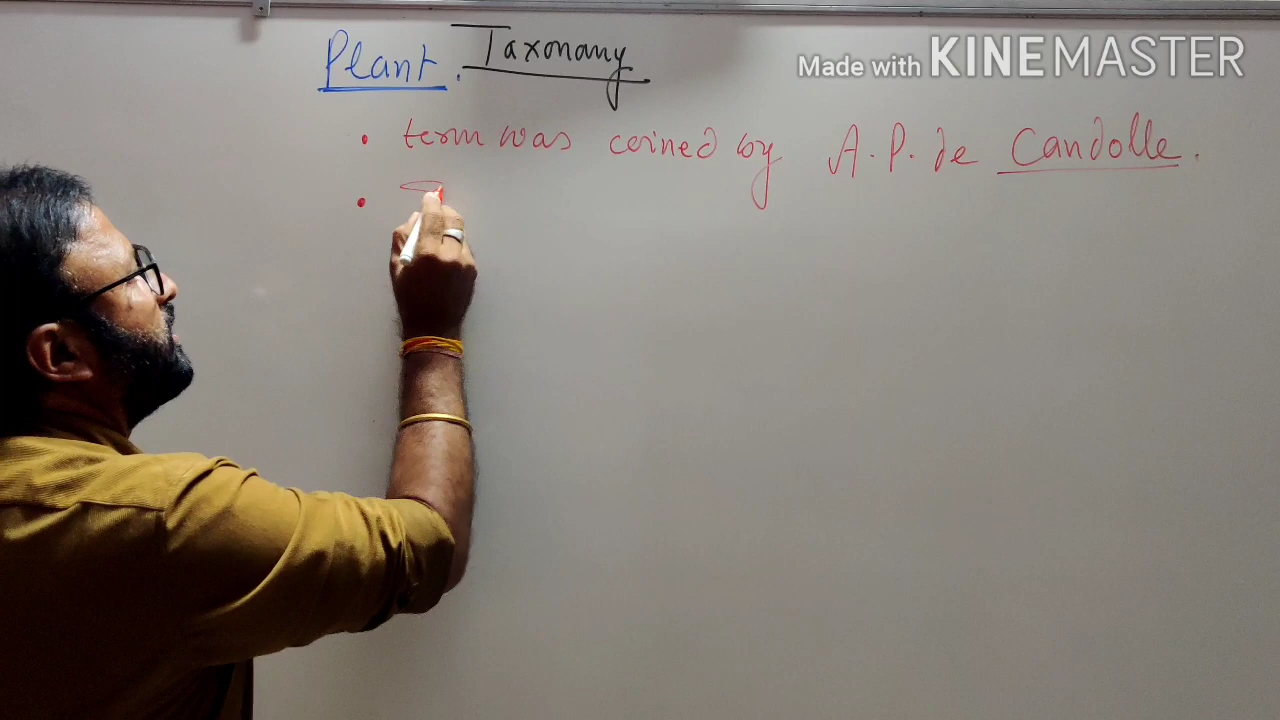 Plant. Taxonomy
Made with KINEMASTER
• term was coined by A.P. de Candolle.
•